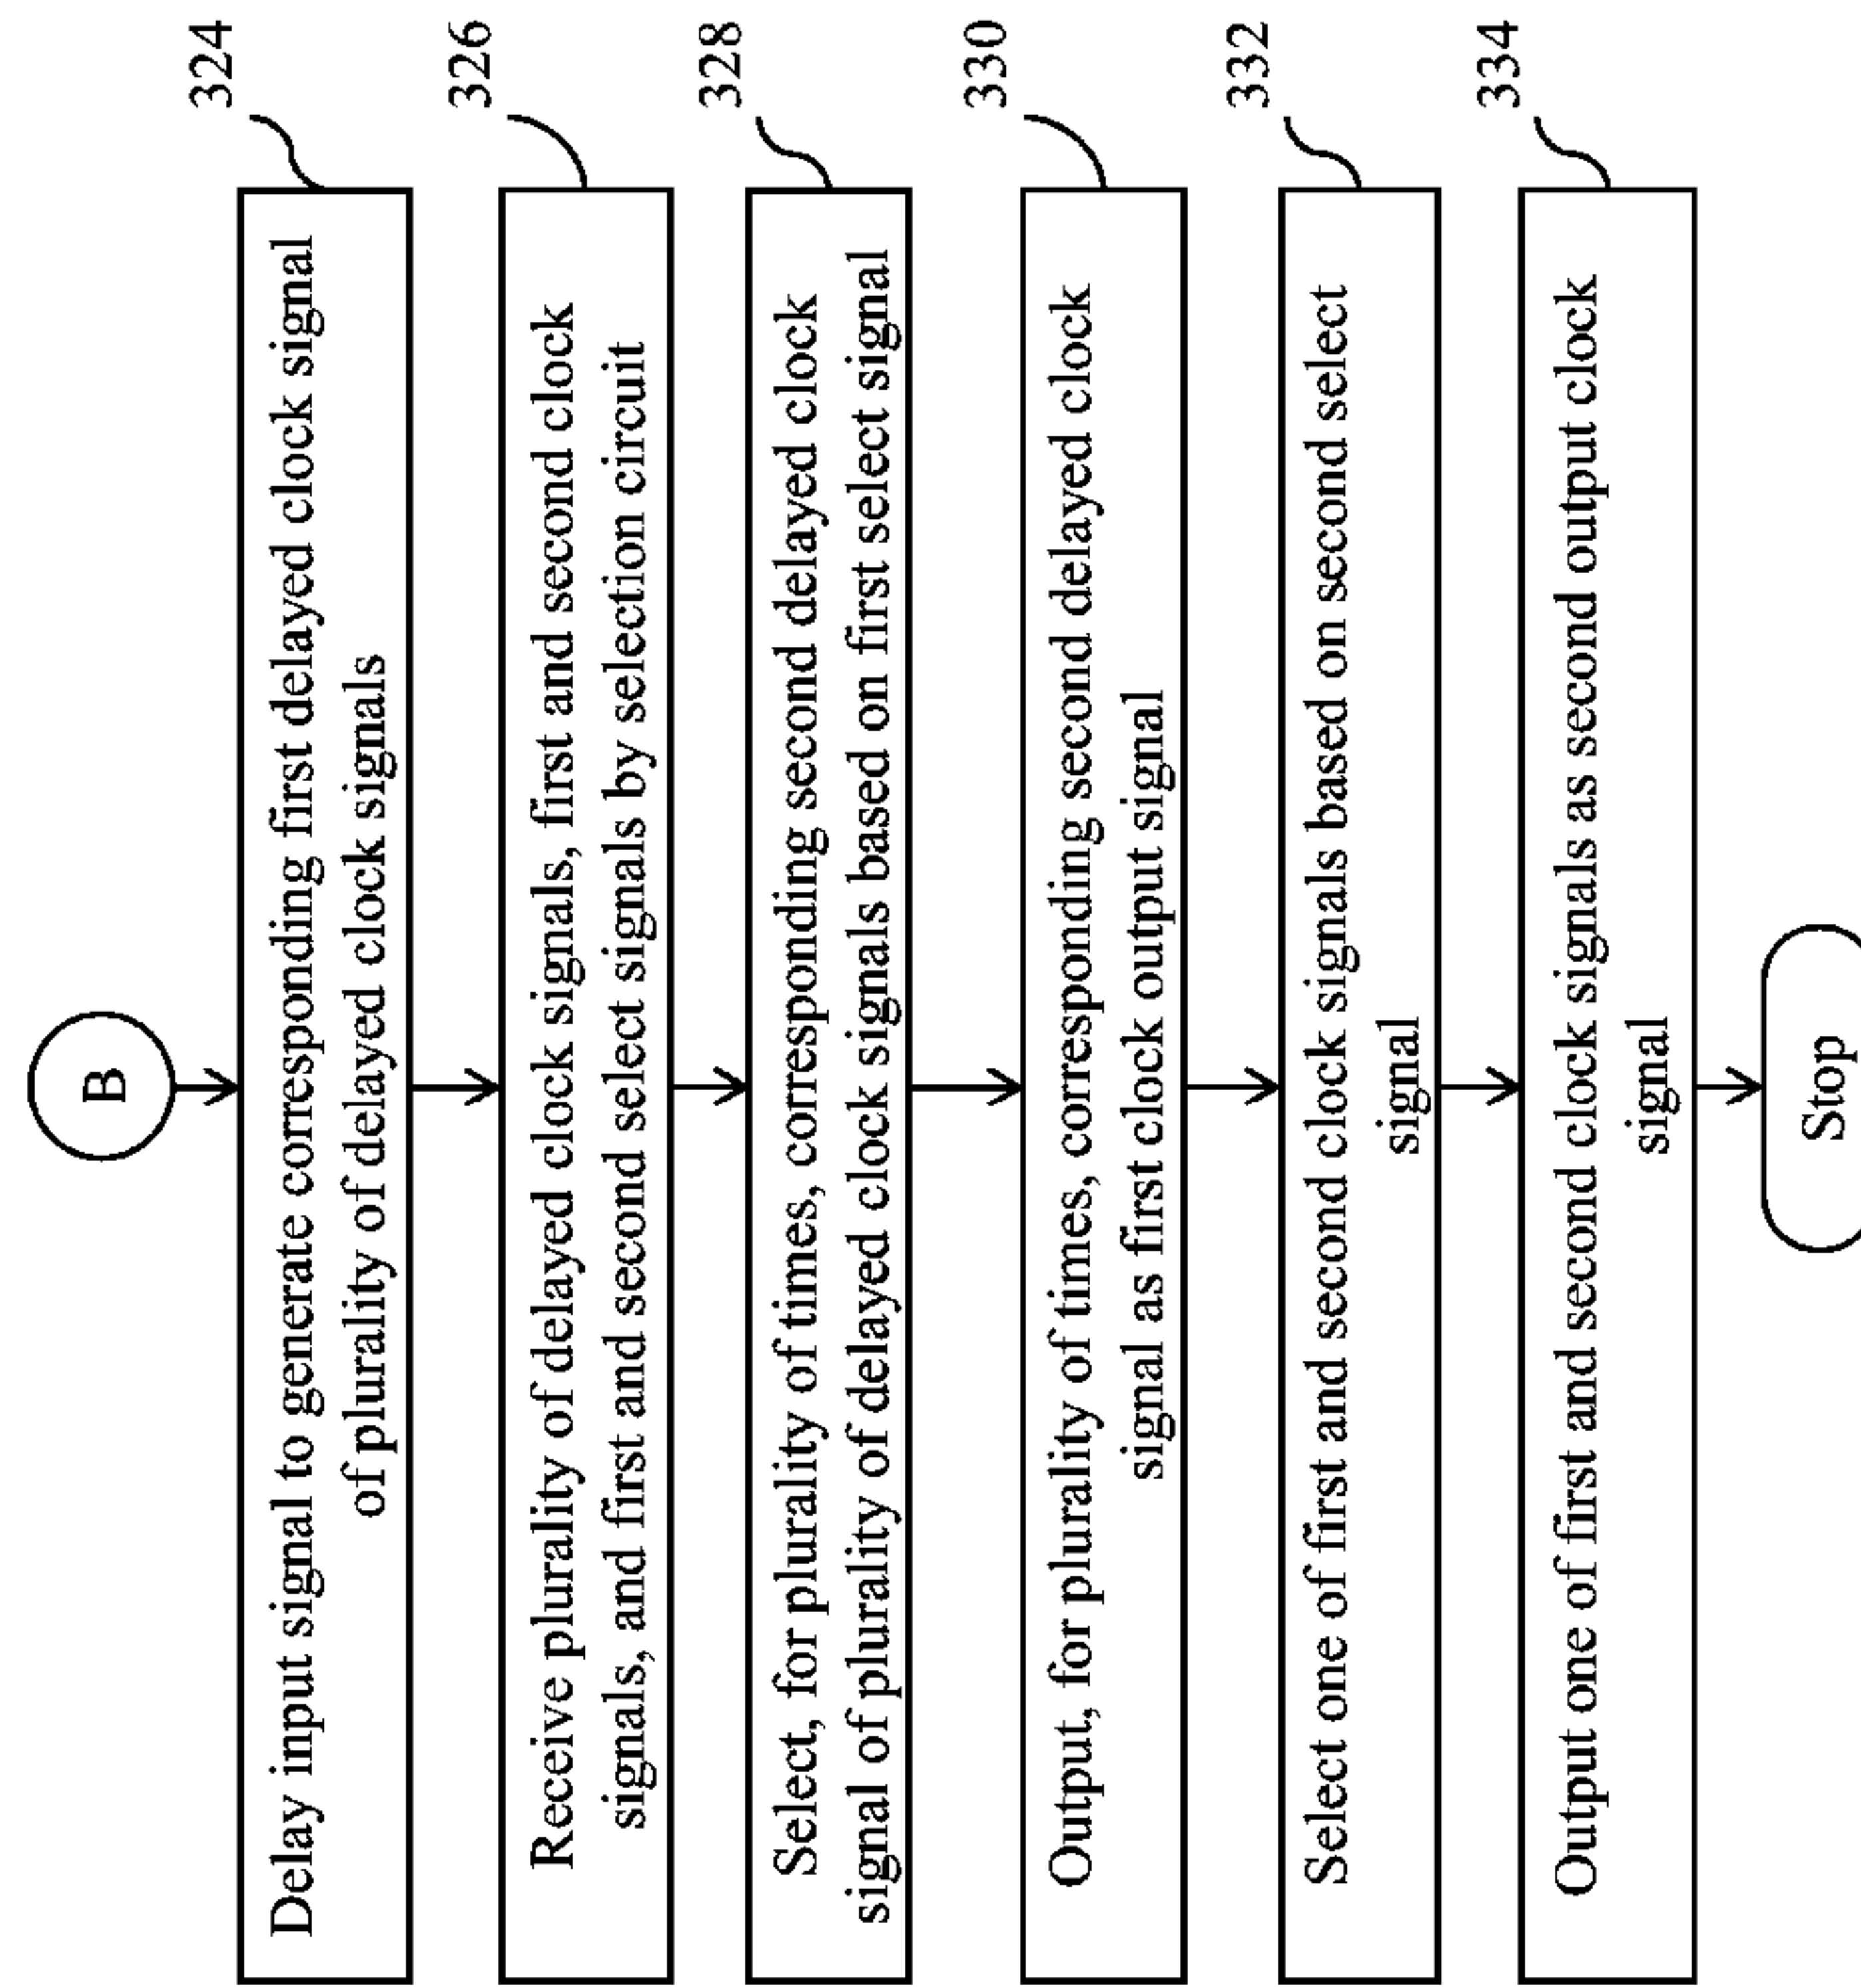 B
324
Delay input signal to generate corresponding first delayed clock signal
of plurality of delayed clock signals
326
Receive plurality of delayed clock signals, first and second clock
signals, and first and second select signals by selection circuit
328
Select, for plurality of times, corresponding second delayed clock
signal of plurality of delayed clock signals based on first select signal
330
Output, for plurality of times, corresponding second delayed clock
signal as first clock output signal
332
Select one of first and second clock signals based on second select
signal
334
Output one of first and second clock signals as second output clock
signal
Stop